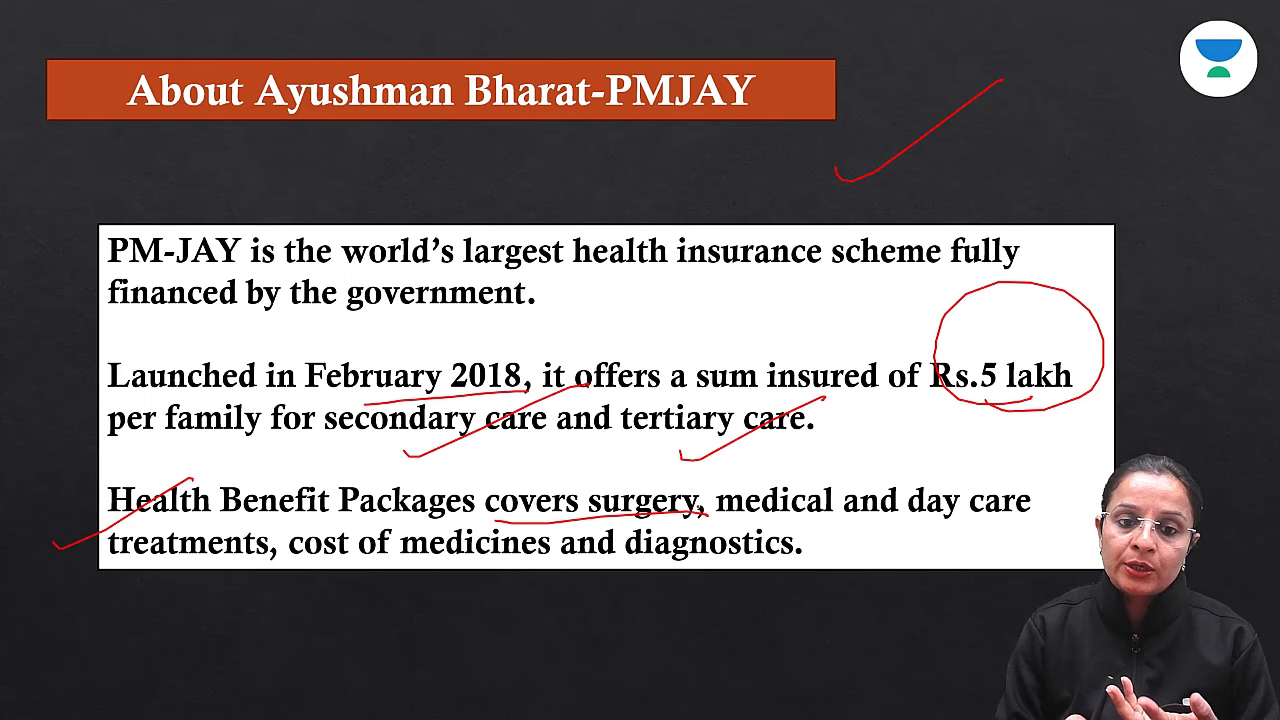 About Ayushman Bharat-PMJAY
PM-JAY is the world's largest health insurance scheme fully
financed by the government.
Launched in February 2018, it offers a sum insured of Rs.5 lakh
per family for secondary care and tertiary care.
Health Benefit Packages covers surgery, medical and day care
treatments, cost of medicines and diagnostics.